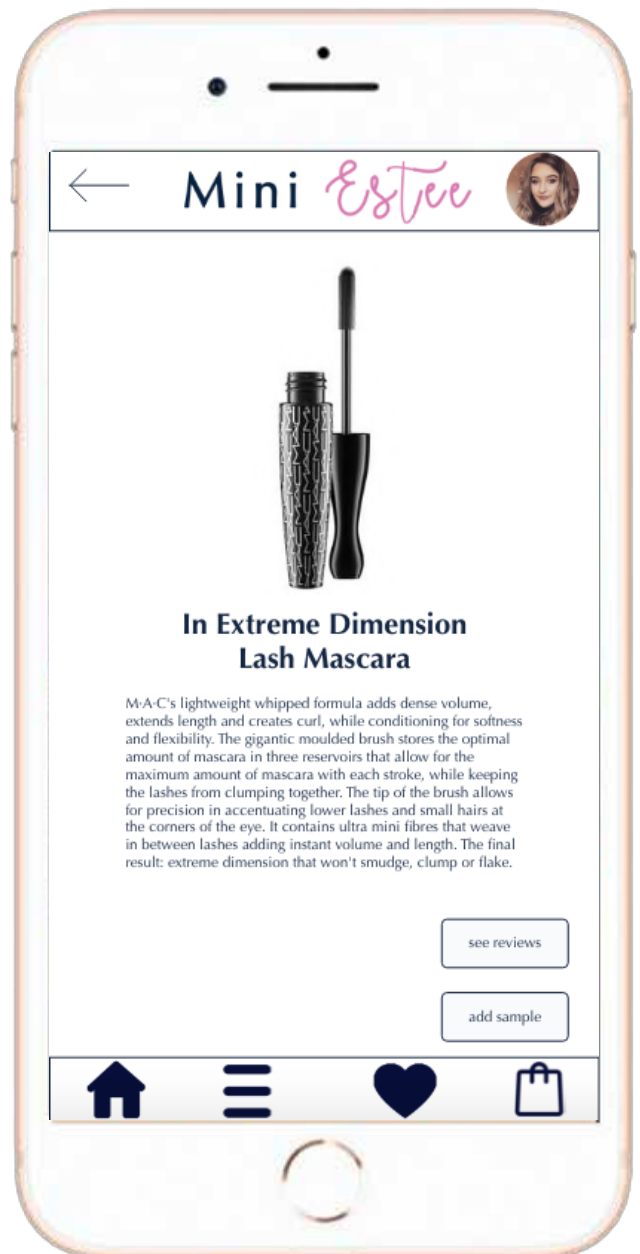 Mini Estee
MAC MAC MAC
In Extreme Dimension
Lash Mascara
M·A·C's lightweight whipped formula adds dense volume,
extends length and creates curl, while conditioning for softness
and flexibility. The gigantic moulded brush stores the optimal
amount of mascara in three reservoirs that allow for the
maximum amount of mascara with each stroke, while keeping
the lashes from clumping together. The tip of the brush allows
for precision in accentuating lower lashes and small hairs at
the corners of the eye. It contains ultra mini fibres that weave
in between lashes adding instant volume and length. The final
result: extreme dimension that won't smudge, clump or flake.
see reviews
add sample